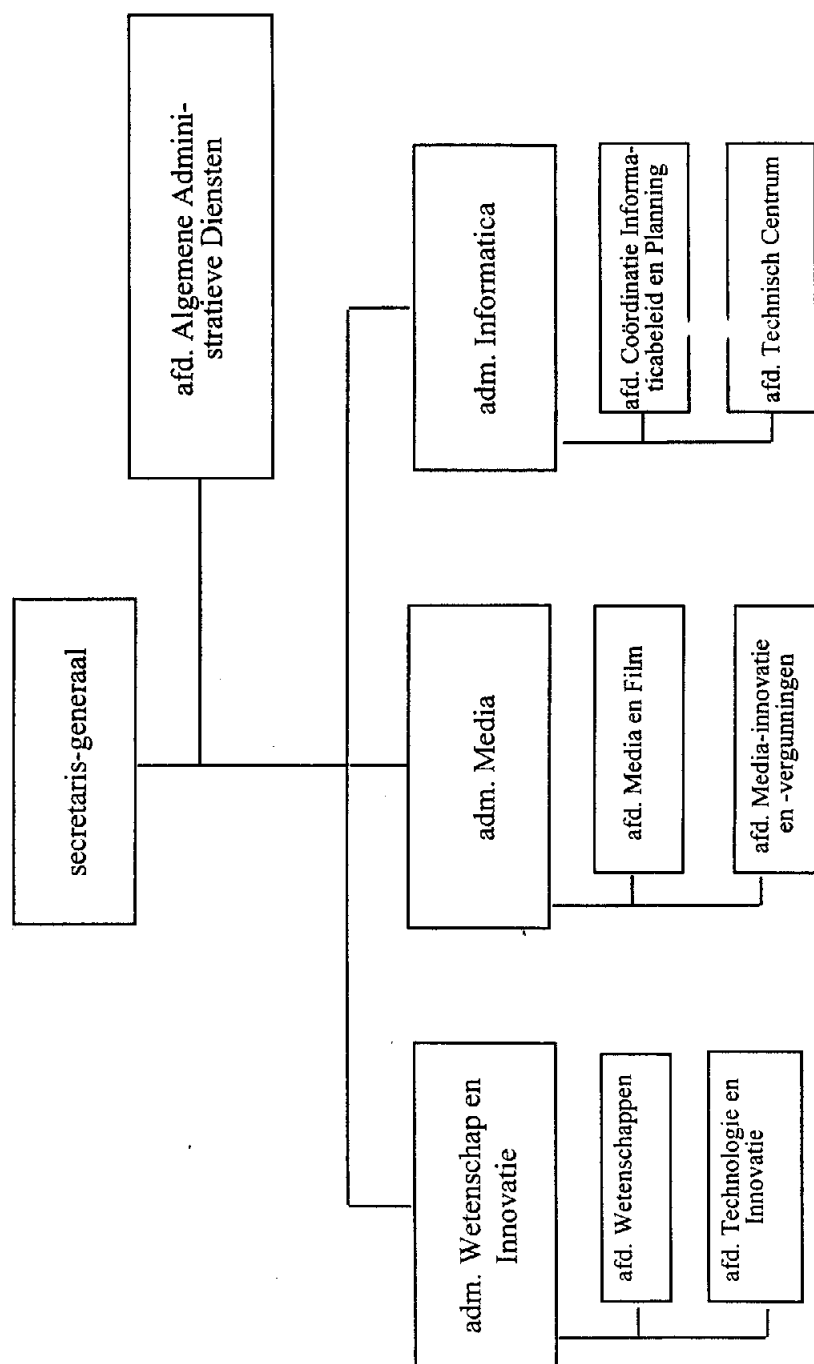 secretaris-generaal
afd. Algemene Admini-
stratieve Diensten
adm. Wetenschap en
Innovatie
afd. Wetenschappen
afd. Technologie en
Innovatie
adm. Media
afd. Media en Film
afd. Media-innovatie
en -vergunningen
adm. Informatica
afd. Coördinatie Informa-
ticabeleid en Planning
afd. Technisch Centrum